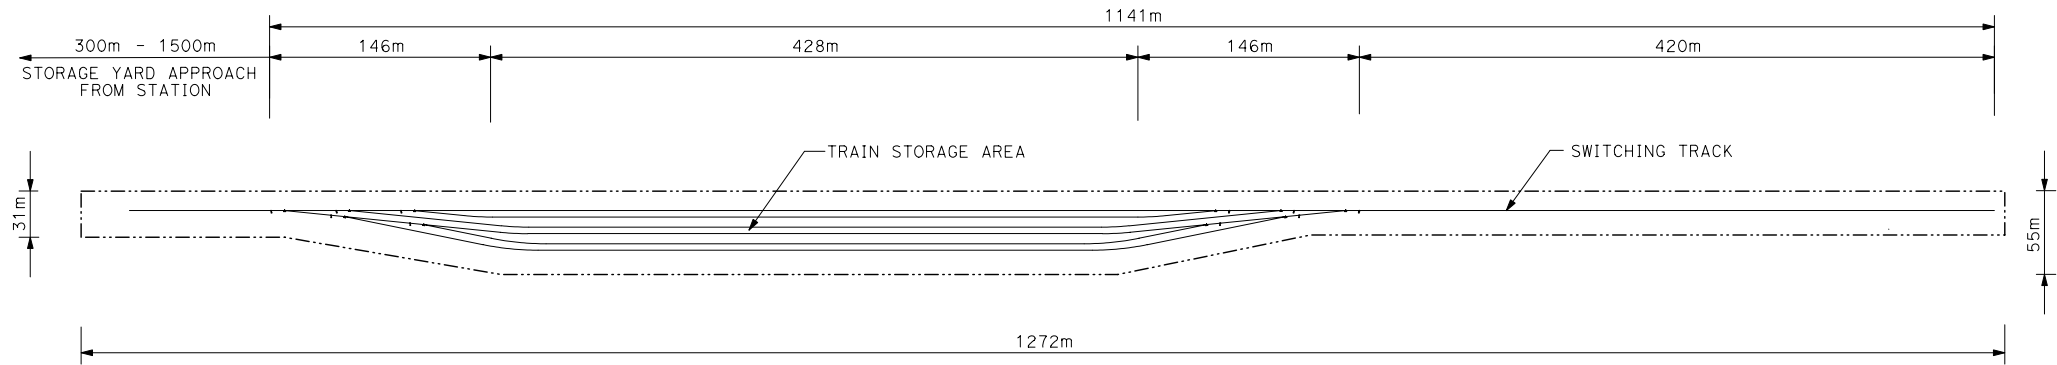 1141m
300m - 1500m
146m
428m
146m
420m
STORAGE YARD APPROACH
FROM STATION
TRAIN STORAGE AREA
SWITCHING TRACK
31m
55m
1272m